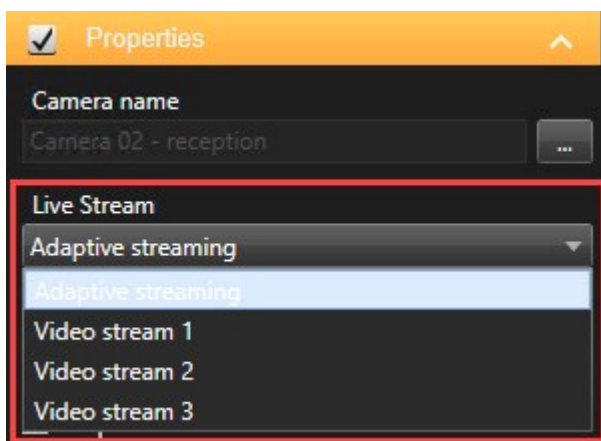 Properties
Camera name
Camera 02 - reception
...
Live Stream
Adaptive streaming
Adaptive streaming
Video stream 1
Video stream 2
Video stream 3